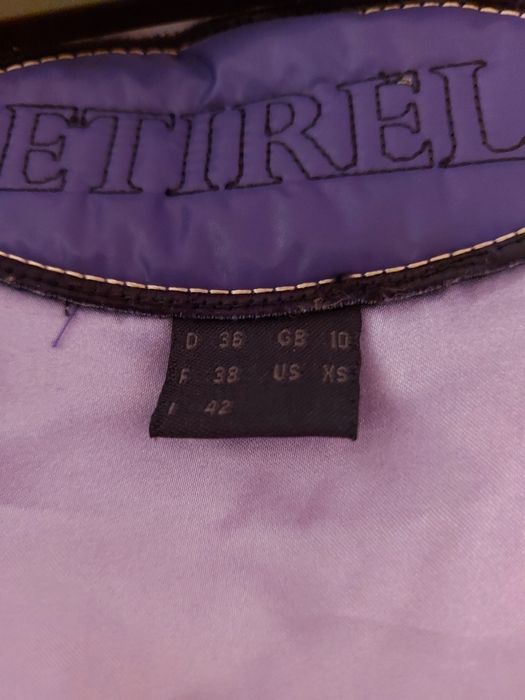 ETIREL
D 36 GB 10
F 38 US XS
I 42